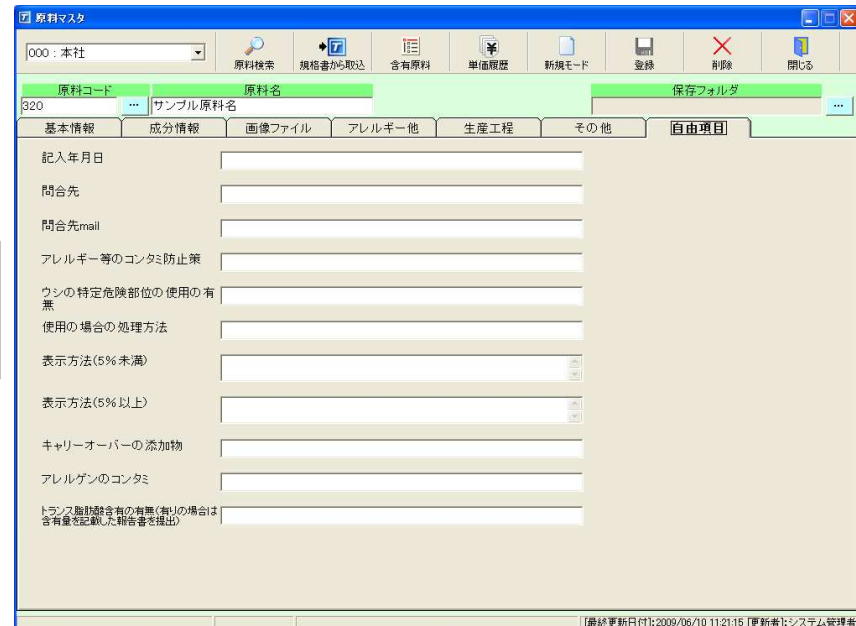 原料マスタ
000 : 本社
原料検索
規格書から取込
含有原料
単価履歴
新規モード
登録
削除
閉じる
原料コード 原料名 保存フォルダ
320 ... サンプル原料名 ...
基本情報 成分情報 画像ファイル アレルギー他 生産工程 その他 自由項目
記入年月日
問合先
問合先mail
アレルギー等のコンタミ防止策
ウシの特定危険部位の使用の有
無
使用の場合の処理方法
表示方法(5%未満)
表示方法(5%以上)
キャリーオーバーの添加物
アレルゲンのコンタミ
トランス脂肪酸含有の有無(有りの場合は
含有量を記載した報告書を提出)
[最終更新日付]:2009/06/10 11:21:15 [更新者]:システム管理者